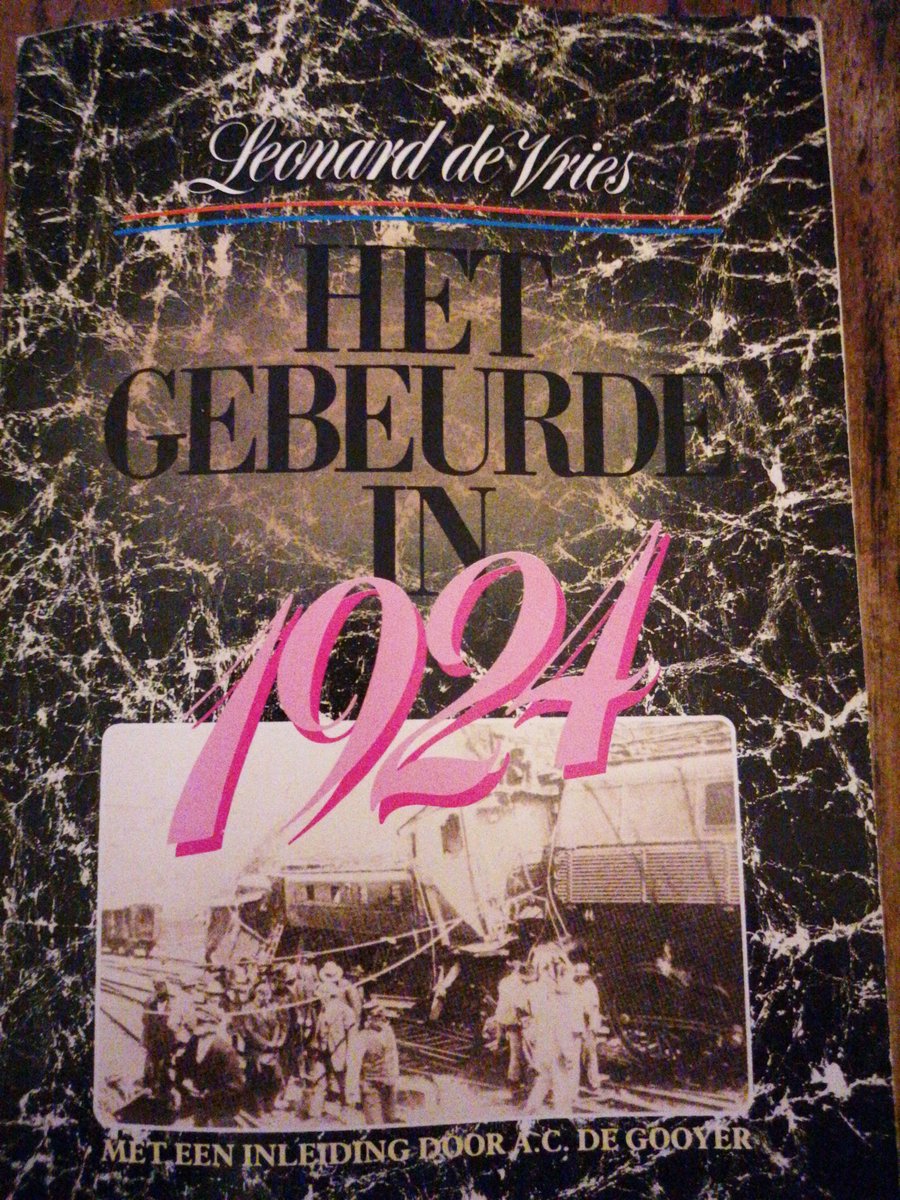 Leonard de Vries
HET
GEBEURDE
IN
1924
MET EEN INLEIDING DOOR A.C. DE GOOYER